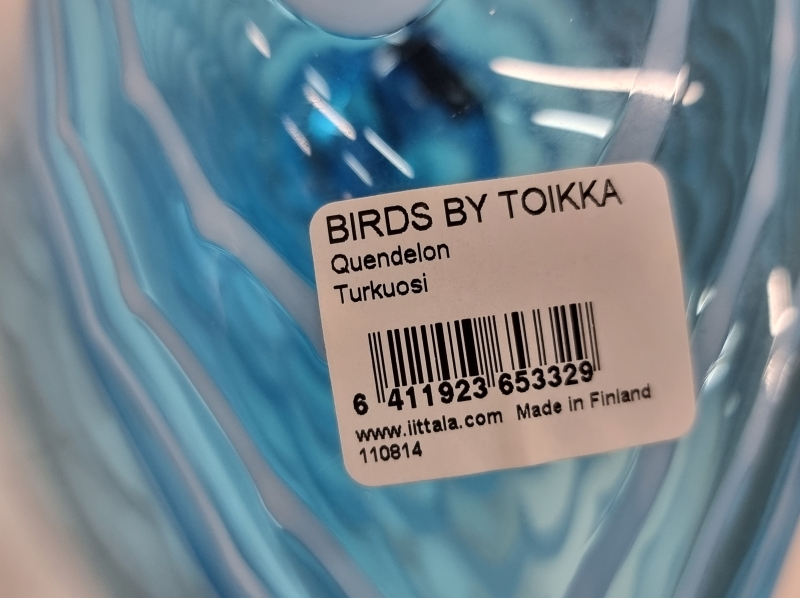 BIRDS BY TOIKKA
Quendelon
Turkuosi
6 411923 653329
www.iittala.com Made in Finland
110814